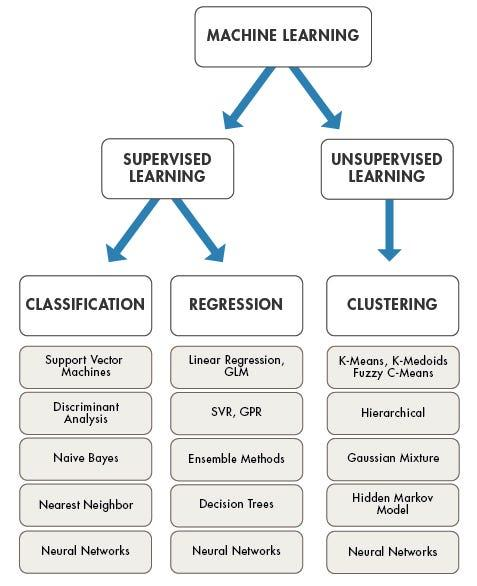 MACHINE LEARNING
SUPERVISED
LEARNING
UNSUPERVISED
LEARNING
CLASSIFICATION
REGRESSION
CLUSTERING
Support Vector
Machines
Discriminant
Analysis
Naive Bayes
Nearest Neighbor
Neural Networks
Linear Regression,
GLM
SVR, GPR
Ensemble Methods
Decision Trees
Neural Networks
K-Means, K-Medoids
Fuzzy C-Means
Hierarchical
Gaussian Mixture
Hidden Markov
Model
Neural Networks